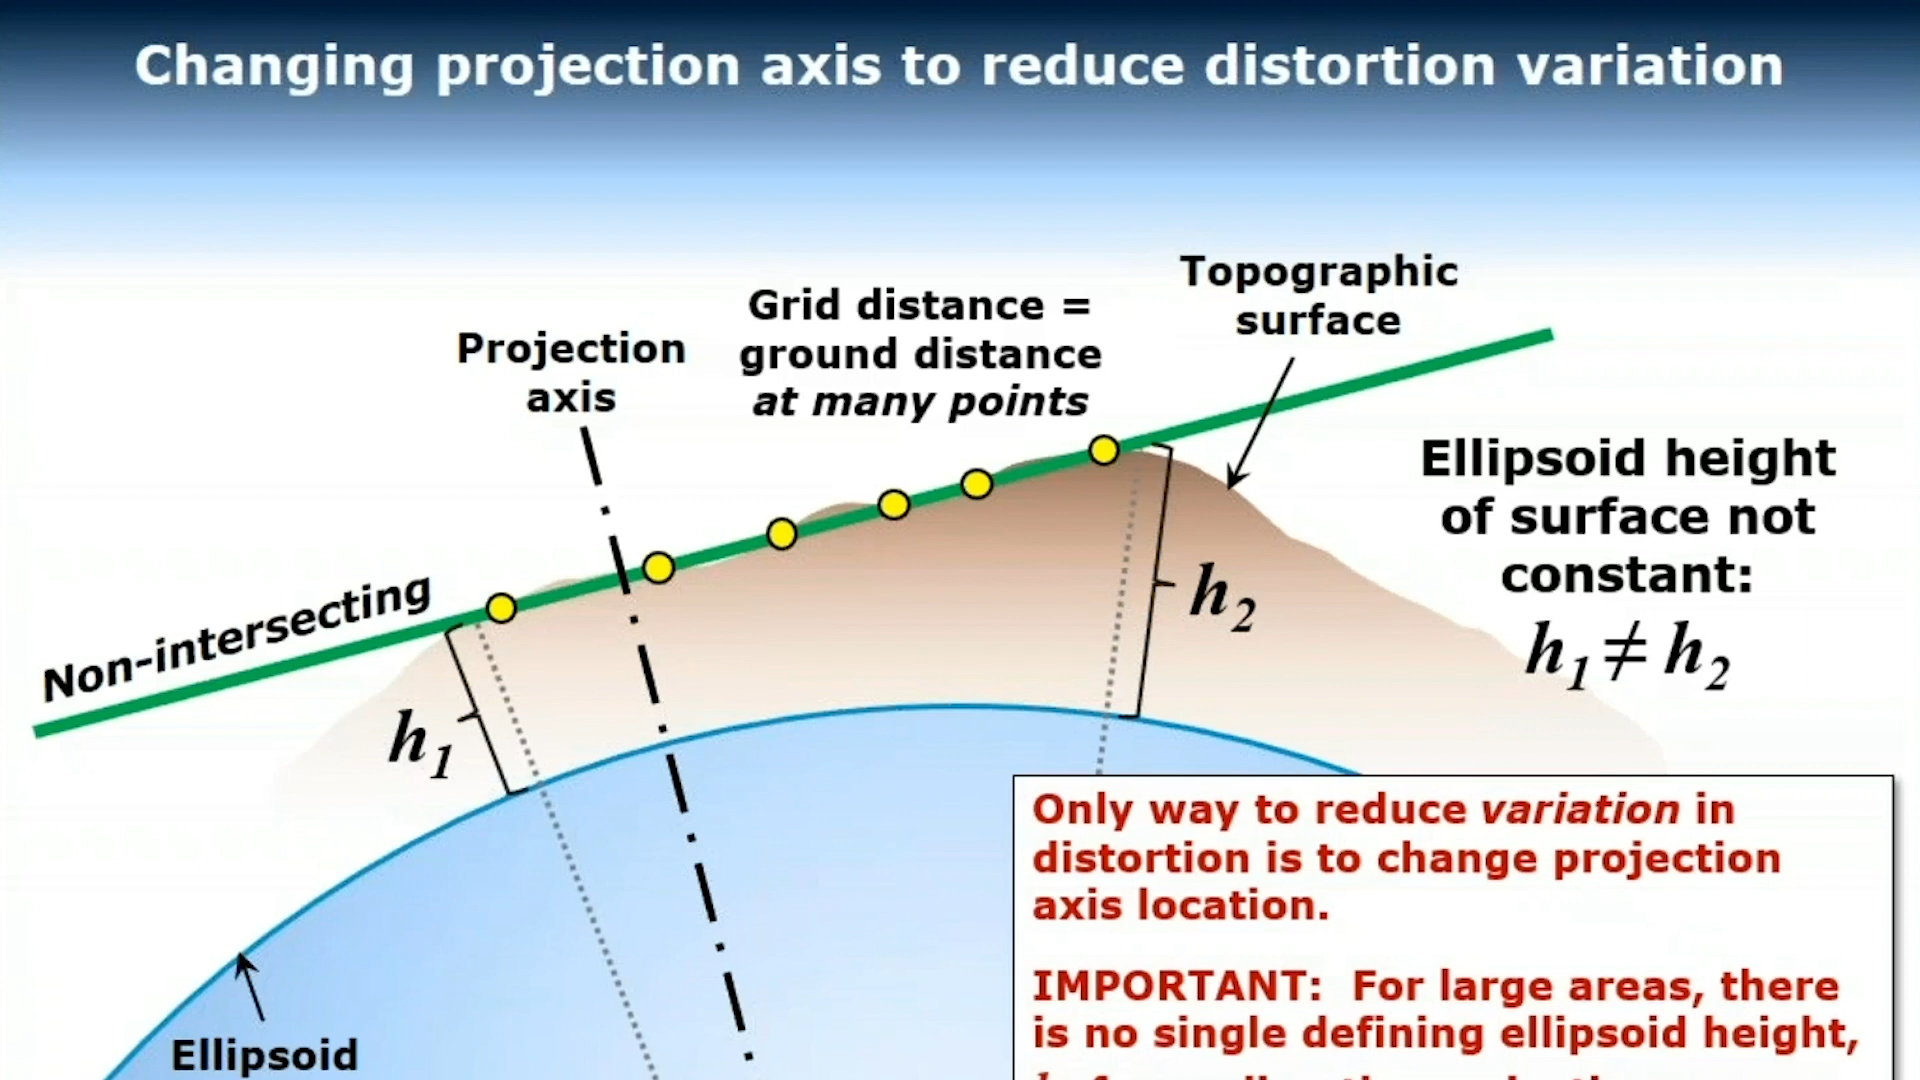 Changing projection axis to reduce distortion variation
Topographic
surface
Grid distance =
ground distance
at many points
Projection
axis
Ellipsoid height
of surface not
constant:
h₁ ≠ h₂
Non-intersecting
h₂
h₁
Only way to reduce variation in
distortion is to change projection
axis location.
IMPORTANT: For large areas, there
is no single defining ellipsoid height,
Ellipsoid